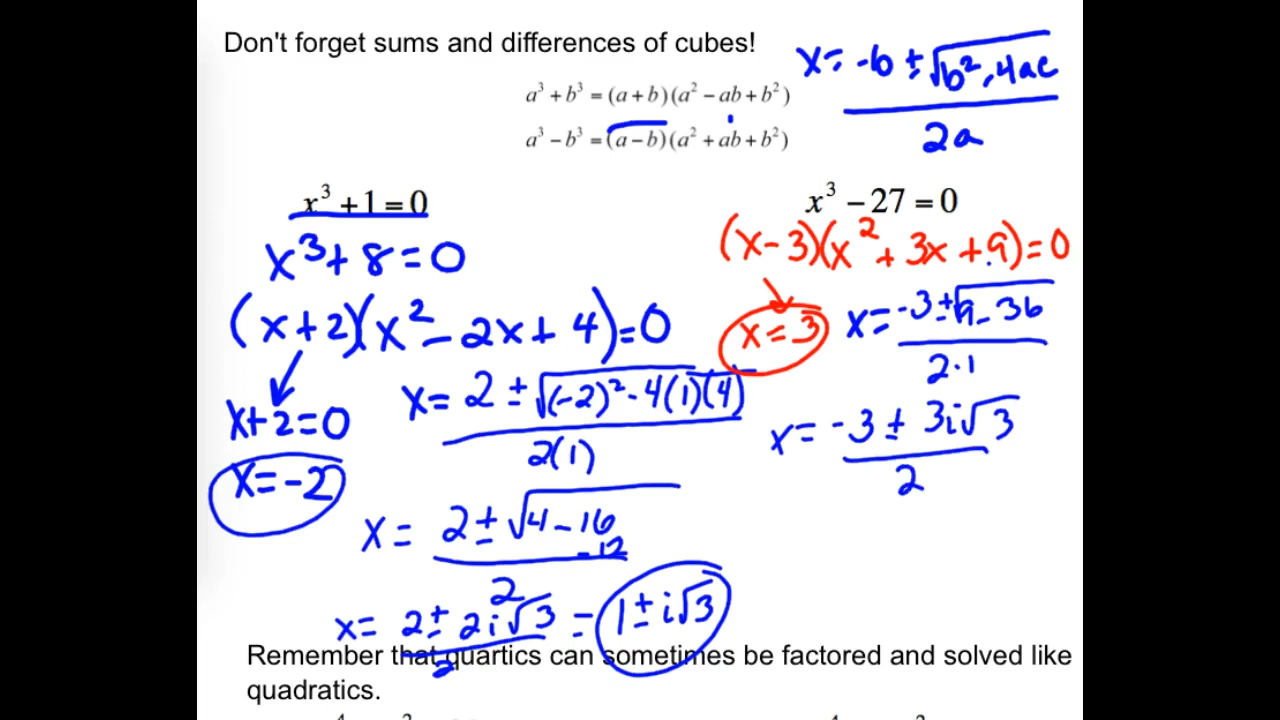 Don't forget sums and differences of cubes!
x = -b ± √b² - 4ac
2a
a³ + b³ = (a + b)(a² − ab + b²)
a³ − b³ = (a − b)(a² + ab + b²)
x³ + 1 = 0
x³ + 8 = 0
(x + 2)(x² − 2x + 4) = 0
x + 2 = 0
x = -2
x = 2 ± √(-2)² - 4(1)(4)
2(1)
x = 2 ± √4 - 16
-12
2
x = 2 ± 2i√3 = 1 ± i√3
2
x³ − 27 = 0
(x - 3)(x² + 3x + 9) = 0
x = 3
x = -3 ± √9 - 36
2·1
x = -3 ± 3i√3
2
Remember that quartics can sometimes be factored and solved like
quadratics.